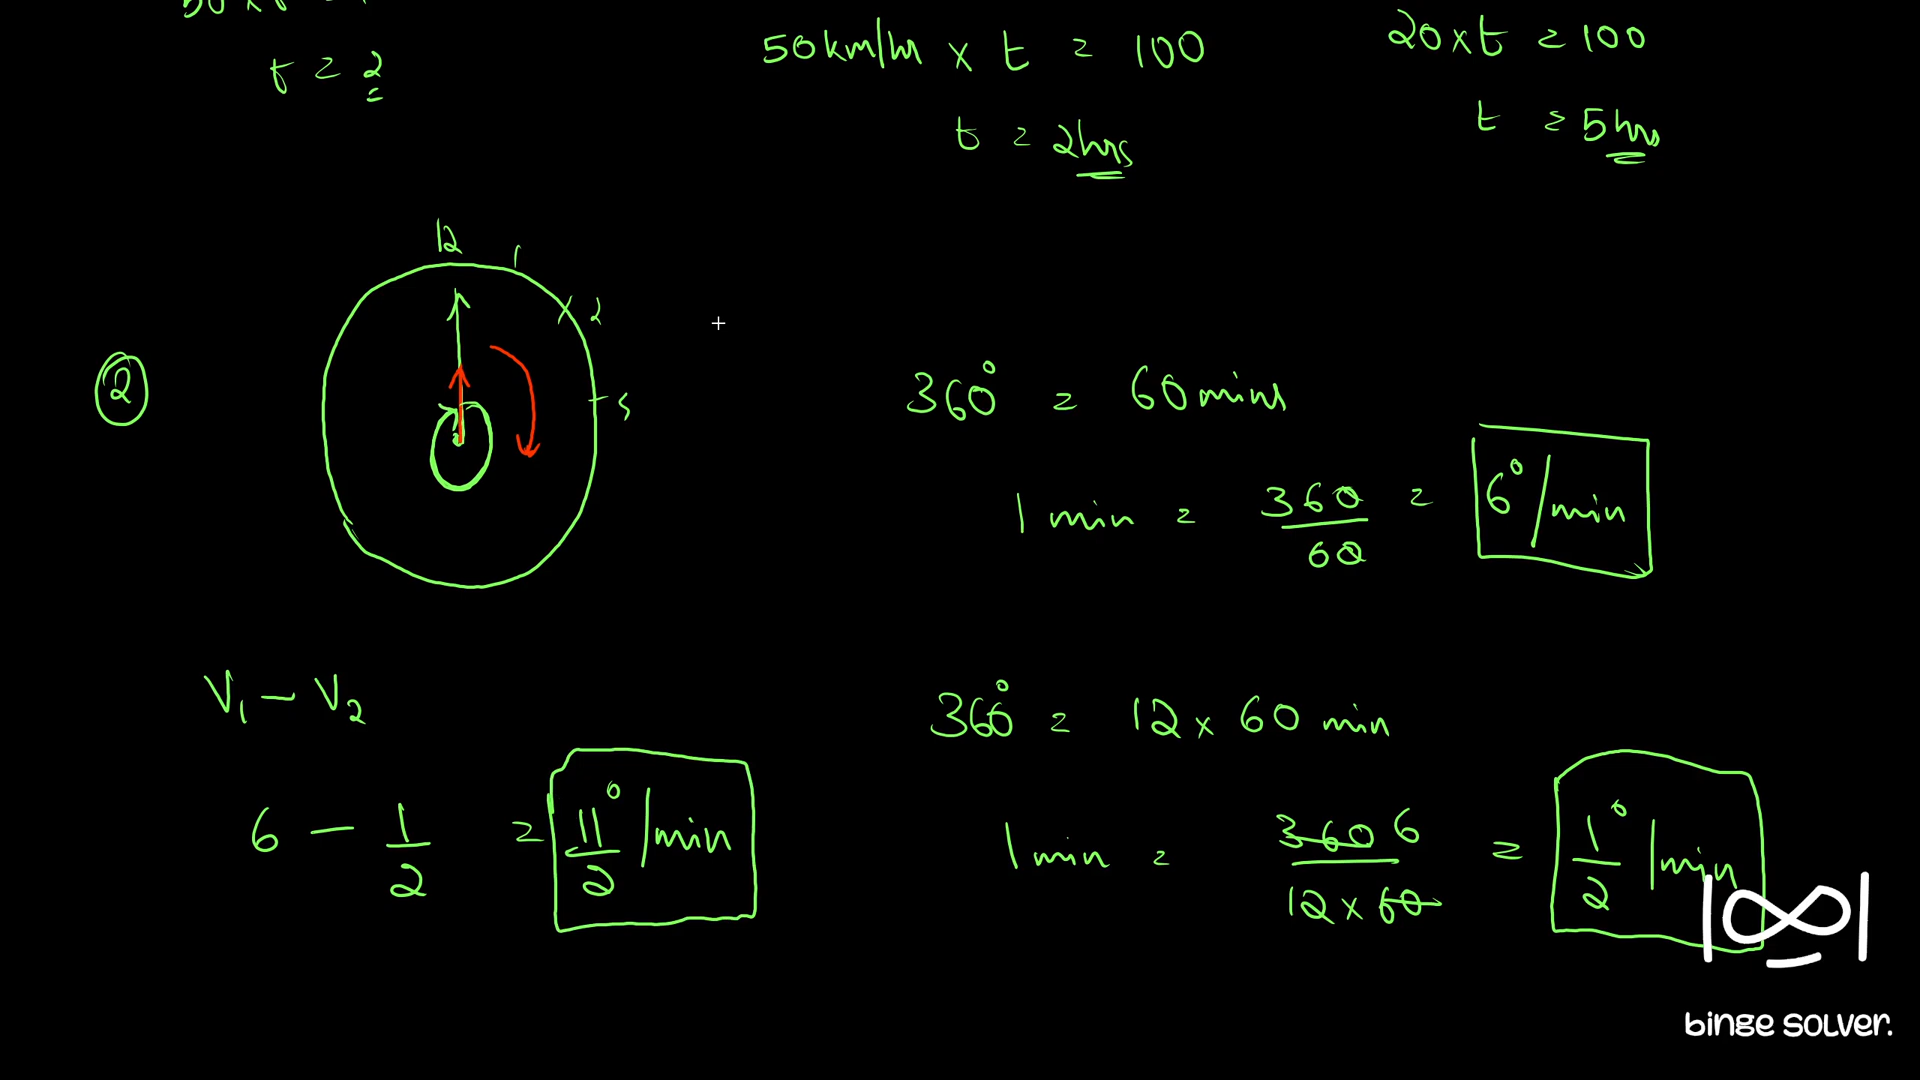 t = 2
50km/hr x t = 100
t = 2hrs
20 x t = 100
t = 5hrs
12
1
2
2
360° = 60 mins
1 min = 360/60 = 6°/min
V1 - V2
6 - 1/2 = 11°/2 /min
360° = 12 x 60 min
1 min = 360 6/12 x 60 = 1°/2 /min
binge solver.